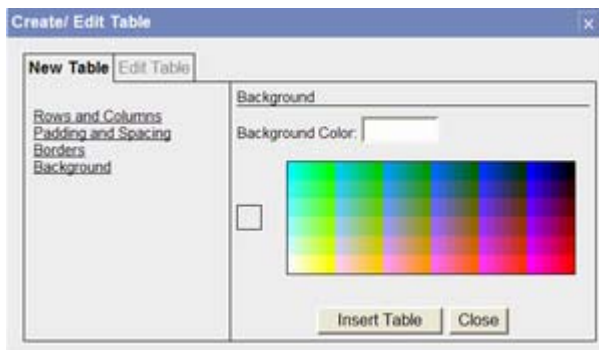 Create/ Edit Table
New Table Edit Table
Rows and Columns
Padding and Spacing
Borders
Background
Background
Background Color:
Insert Table Close